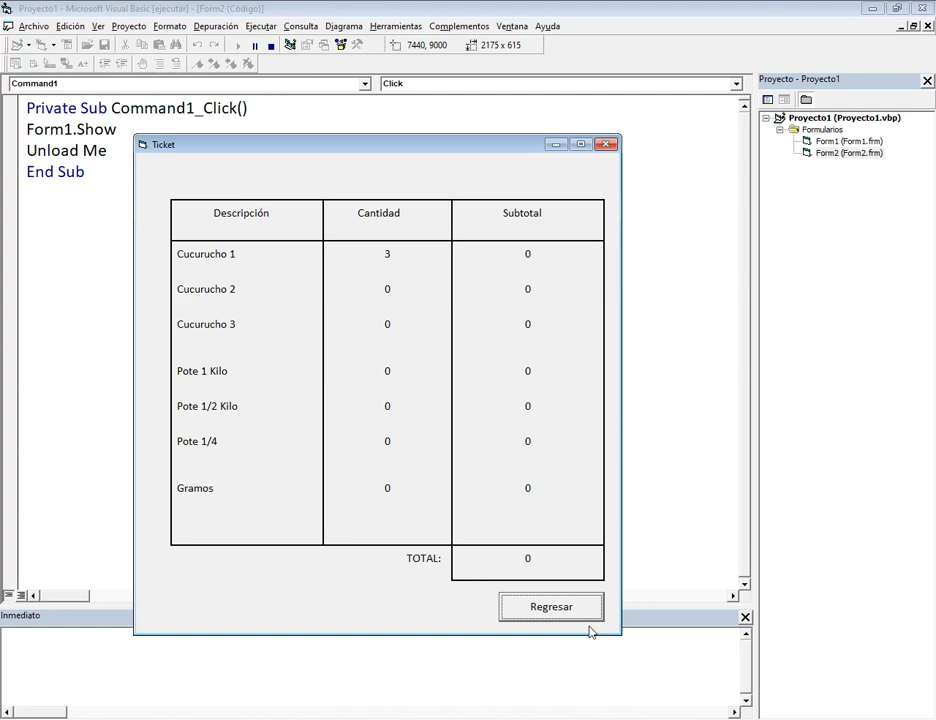 Proyecto1 - Microsoft Visual Basic [ejecutar] - [Form2 (Código)]
Archivo Edición Ver Proyecto Formato Depuración Ejecutar Consulta Diagrama Herramientas Complementos Ventana Ayuda
7440, 9000 2175 x 615
Command1 Click
Proyecto - Proyecto1
Private Sub Command1_Click()
Form1.Show
Unload Me
End Sub
Proyecto1 (Proyecto1.vbp)
Formularios
Form1 (Form1.frm)
Form2 (Form2.frm)
Ticket
Descripción Cantidad Subtotal
Cucurucho 1 3 0
Cucurucho 2 0 0
Cucurucho 3 0 0
Pote 1 Kilo 0 0
Pote 1/2 Kilo 0 0
Pote 1/4 0 0
Gramos 0 0
TOTAL: 0
Regresar
Inmediato